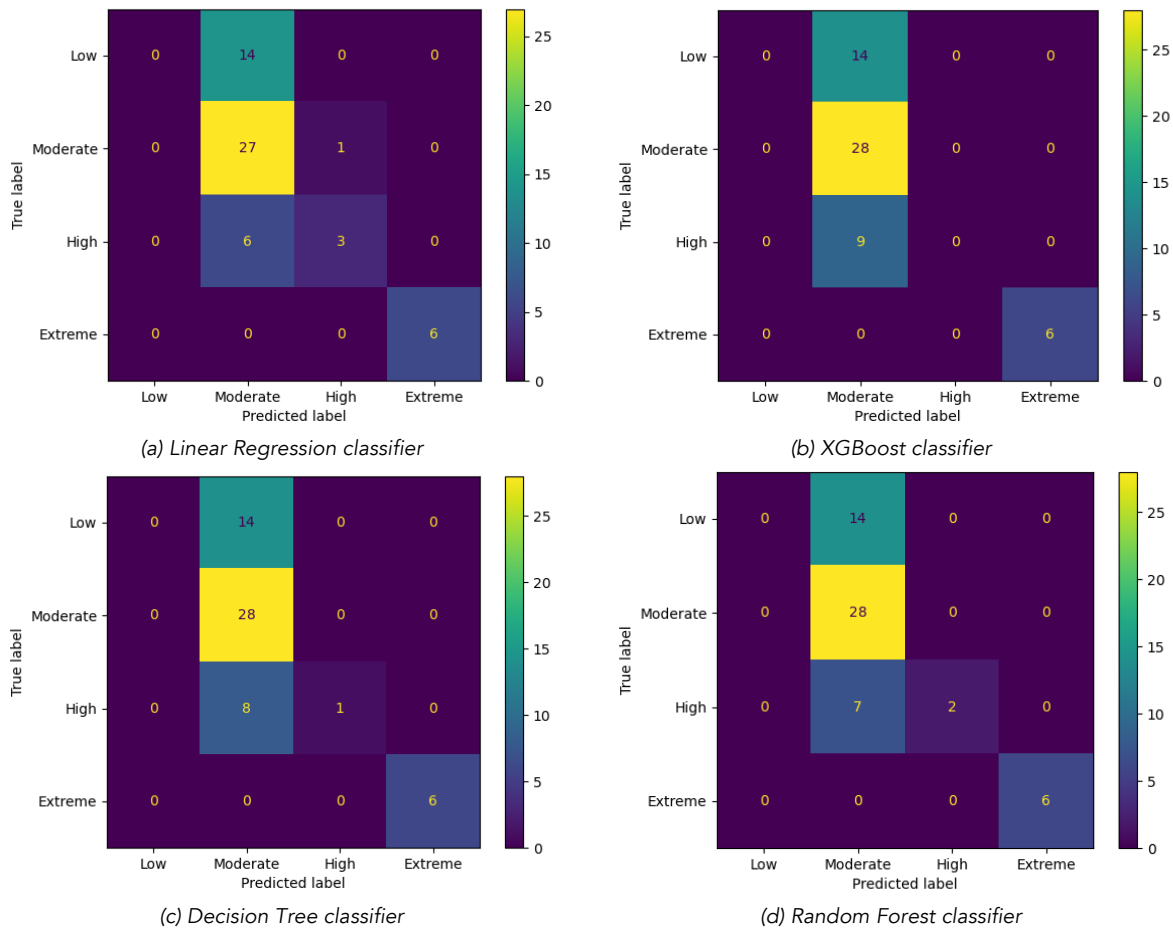 Low 0 14 0 0
Moderate 0 27 1 0
High 0 6 3 0
Extreme 0 0 0 6
True label
Low Moderate High Extreme
Predicted label
25
20
15
10
5
0
(a) Linear Regression classifier
Low 0 14 0 0
Moderate 0 28 0 0
High 0 9 0 0
Extreme 0 0 0 6
True label
Low Moderate High Extreme
Predicted label
25
20
15
10
5
0
(b) XGBoost classifier
Low 0 14 0 0
Moderate 0 28 0 0
High 0 8 1 0
Extreme 0 0 0 6
True label
Low Moderate High Extreme
Predicted label
25
20
15
10
5
0
(c) Decision Tree classifier
Low 0 14 0 0
Moderate 0 28 0 0
High 0 7 2 0
Extreme 0 0 0 6
True label
Low Moderate High Extreme
Predicted label
25
20
15
10
5
0
(d) Random Forest classifier